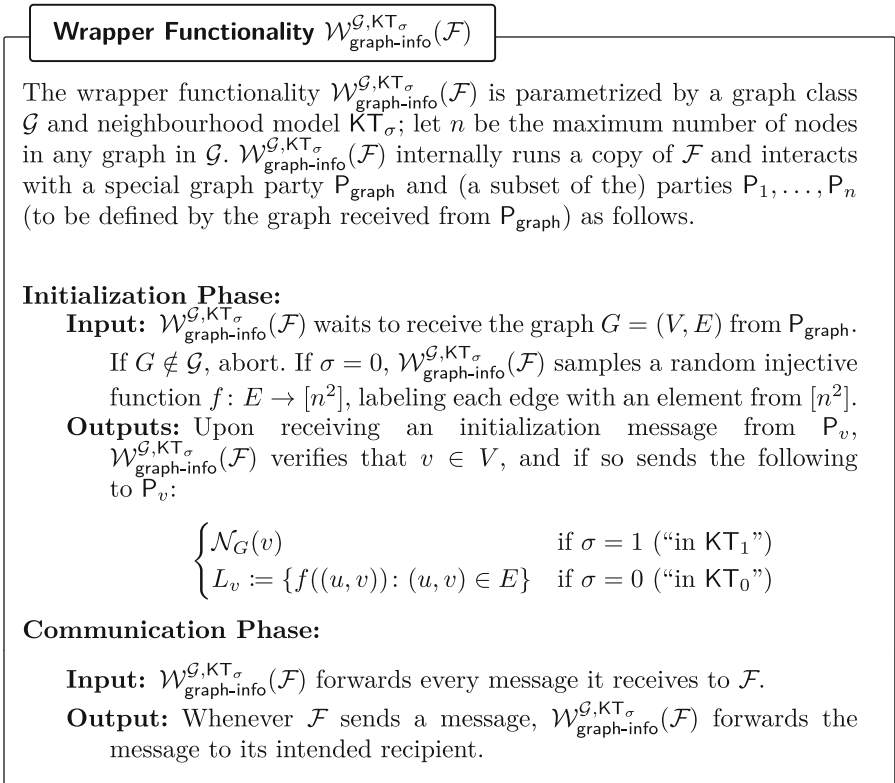 Wrapper Functionality 𝒲^{𝒢,KT_σ}_{graph-info}(ℱ)
The wrapper functionality 𝒲^{𝒢,KT_σ}_{graph-info}(ℱ) is parametrized by a graph class
𝒢 and neighbourhood model KT_σ; let n be the maximum number of nodes
in any graph in 𝒢. 𝒲^{𝒢,KT_σ}_{graph-info}(ℱ) internally runs a copy of ℱ and interacts
with a special graph party P_graph and (a subset of the) parties P_1, . . . , P_n
(to be defined by the graph received from P_graph) as follows.
Initialization Phase:
Input: 𝒲^{𝒢,KT_σ}_{graph-info}(ℱ) waits to receive the graph G = (V, E) from P_graph.
If G ∉ 𝒢, abort. If σ = 0, 𝒲^{𝒢,KT_σ}_{graph-info}(ℱ) samples a random injective
function f : E → [n²], labeling each edge with an element from [n²].
Outputs: Upon receiving an initialization message from P_v,
𝒲^{𝒢,KT_σ}_{graph-info}(ℱ) verifies that v ∈ V, and if so sends the following
to P_v:
{ 𝒩_G(v) if σ = 1 (“in KT_1”)
L_v := {f((u, v)) : (u, v) ∈ E} if σ = 0 (“in KT_0”)
Communication Phase:
Input: 𝒲^{𝒢,KT_σ}_{graph-info}(ℱ) forwards every message it receives to ℱ.
Output: Whenever ℱ sends a message, 𝒲^{𝒢,KT_σ}_{graph-info}(ℱ) forwards the
message to its intended recipient.